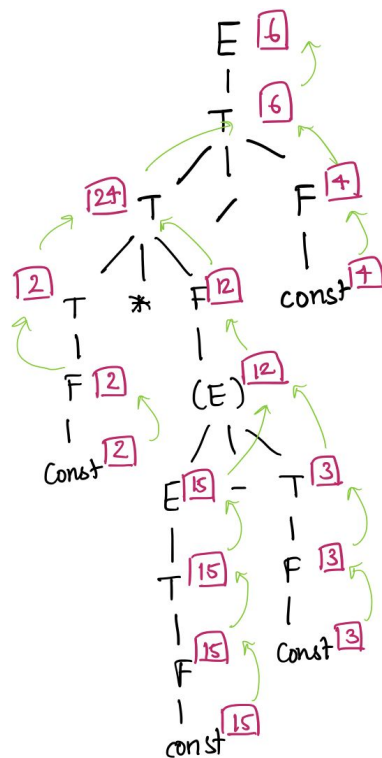 E 6
T 6
24 T / F 4
2 T * F 12 const 4
F 2 (E) 12
const 2
E 15 - T 3
T 15 F 3
F 15 const 3
const 15